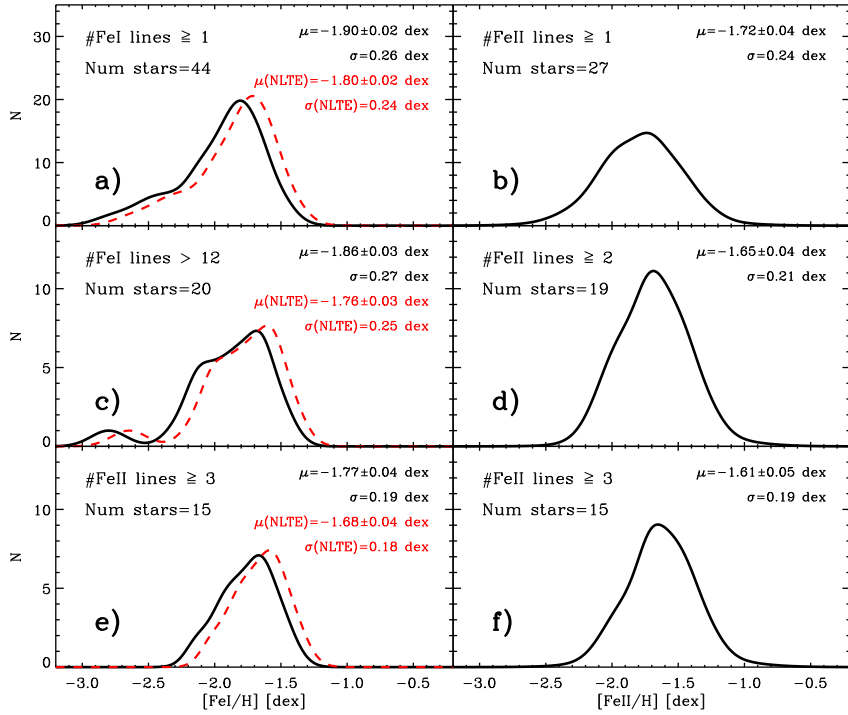 #FeI lines ≧ 1
Num stars=44
μ=−1.90±0.02 dex
σ=0.26 dex
μ(NLTE)=−1.80±0.02 dex
σ(NLTE)=0.24 dex
a)
N
30
20
10
0
#FeII lines ≧ 1
Num stars=27
μ=−1.72±0.04 dex
σ=0.24 dex
b)
#FeI lines > 12
Num stars=20
μ=−1.86±0.03 dex
σ=0.27 dex
μ(NLTE)=−1.76±0.03 dex
σ(NLTE)=0.25 dex
c)
N
10
5
0
#FeII lines ≧ 2
Num stars=19
μ=−1.65±0.04 dex
σ=0.21 dex
d)
#FeII lines ≧ 3
Num stars=15
μ=−1.77±0.04 dex
σ=0.19 dex
μ(NLTE)=−1.68±0.04 dex
σ(NLTE)=0.18 dex
e)
N
10
5
0
#FeII lines ≧ 3
Num stars=15
μ=−1.61±0.05 dex
σ=0.19 dex
f)
−3.0 −2.5 −2.0 −1.5 −1.0 −0.5
[FeI/H] [dex]
−3.0 −2.5 −2.0 −1.5 −1.0 −0.5
[FeII/H] [dex]